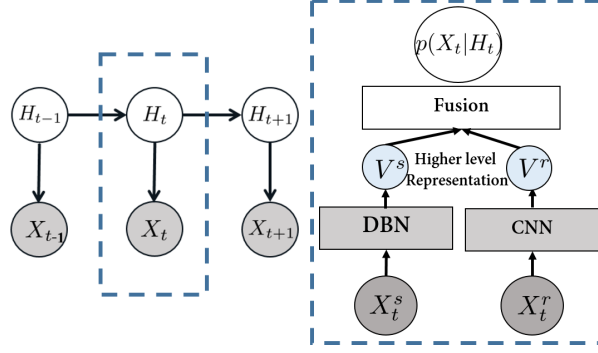 H_{t-1}
H_t
H_{t+1}
X_{t-1}
X_t
X_{t+1}
p(X_t|H_t)
Fusion
V^s
Higher level
Representation
V^r
DBN
CNN
X_t^s
X_t^r